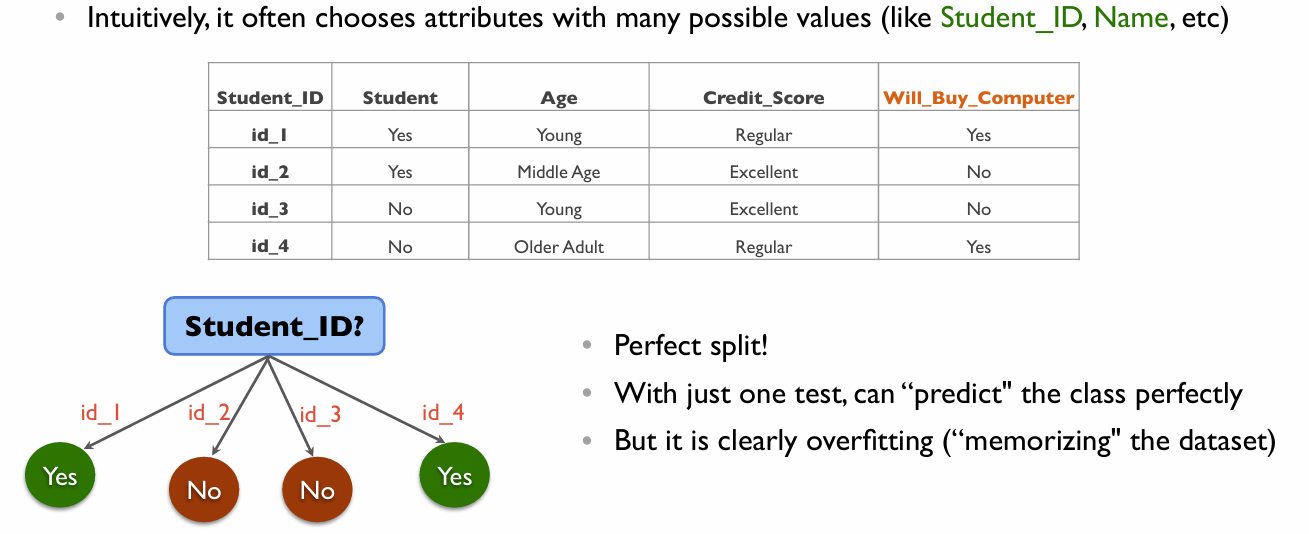 • Intuitively, it often chooses attributes with many possible values (like Student_ID, Name, etc)
Student_ID Student Age Credit_Score Will_Buy_Computer
id_1 Yes Young Regular Yes
id_2 Yes Middle Age Excellent No
id_3 No Young Excellent No
id_4 No Older Adult Regular Yes
Student_ID?
id_1 id_2 id_3 id_4
Yes No No Yes
• Perfect split!
• With just one test, can “predict" the class perfectly
• But it is clearly overfitting (“memorizing" the dataset)